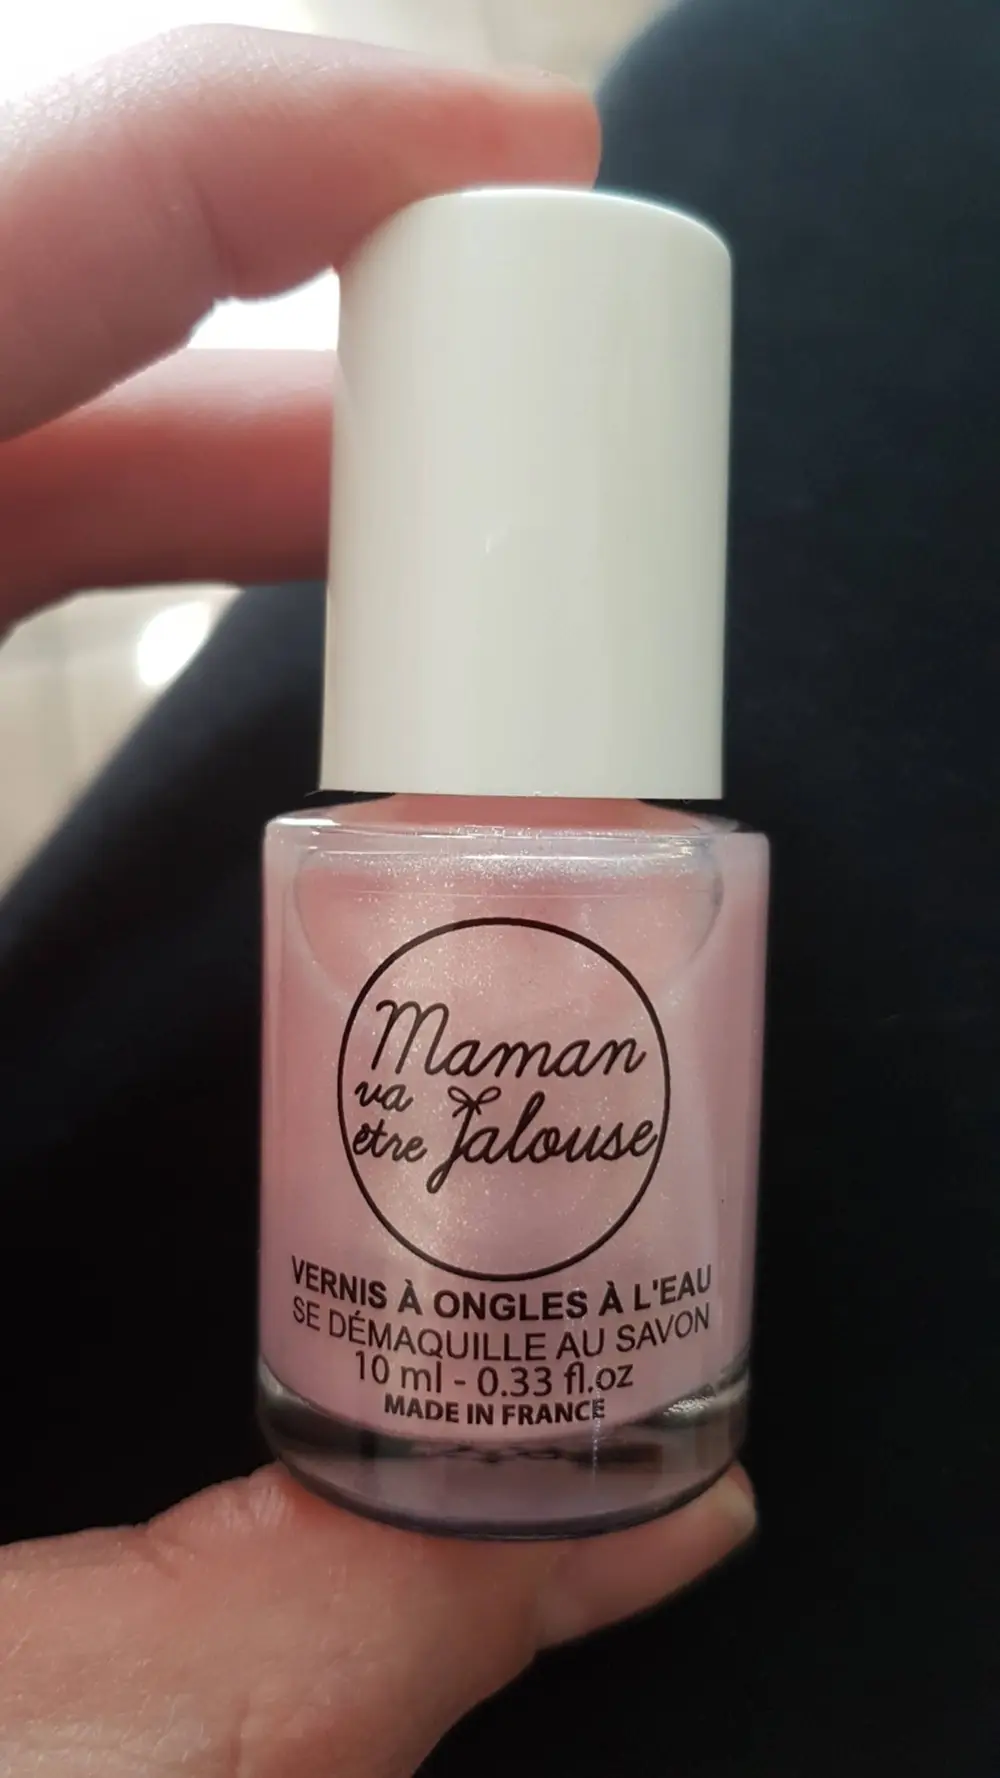 Maman
va
être Jalouse
VERNIS À ONGLES À L'EAU
SE DÉMAQUILLE AU SAVON
10 ml - 0.33 fl.oz
MADE IN FRANCE